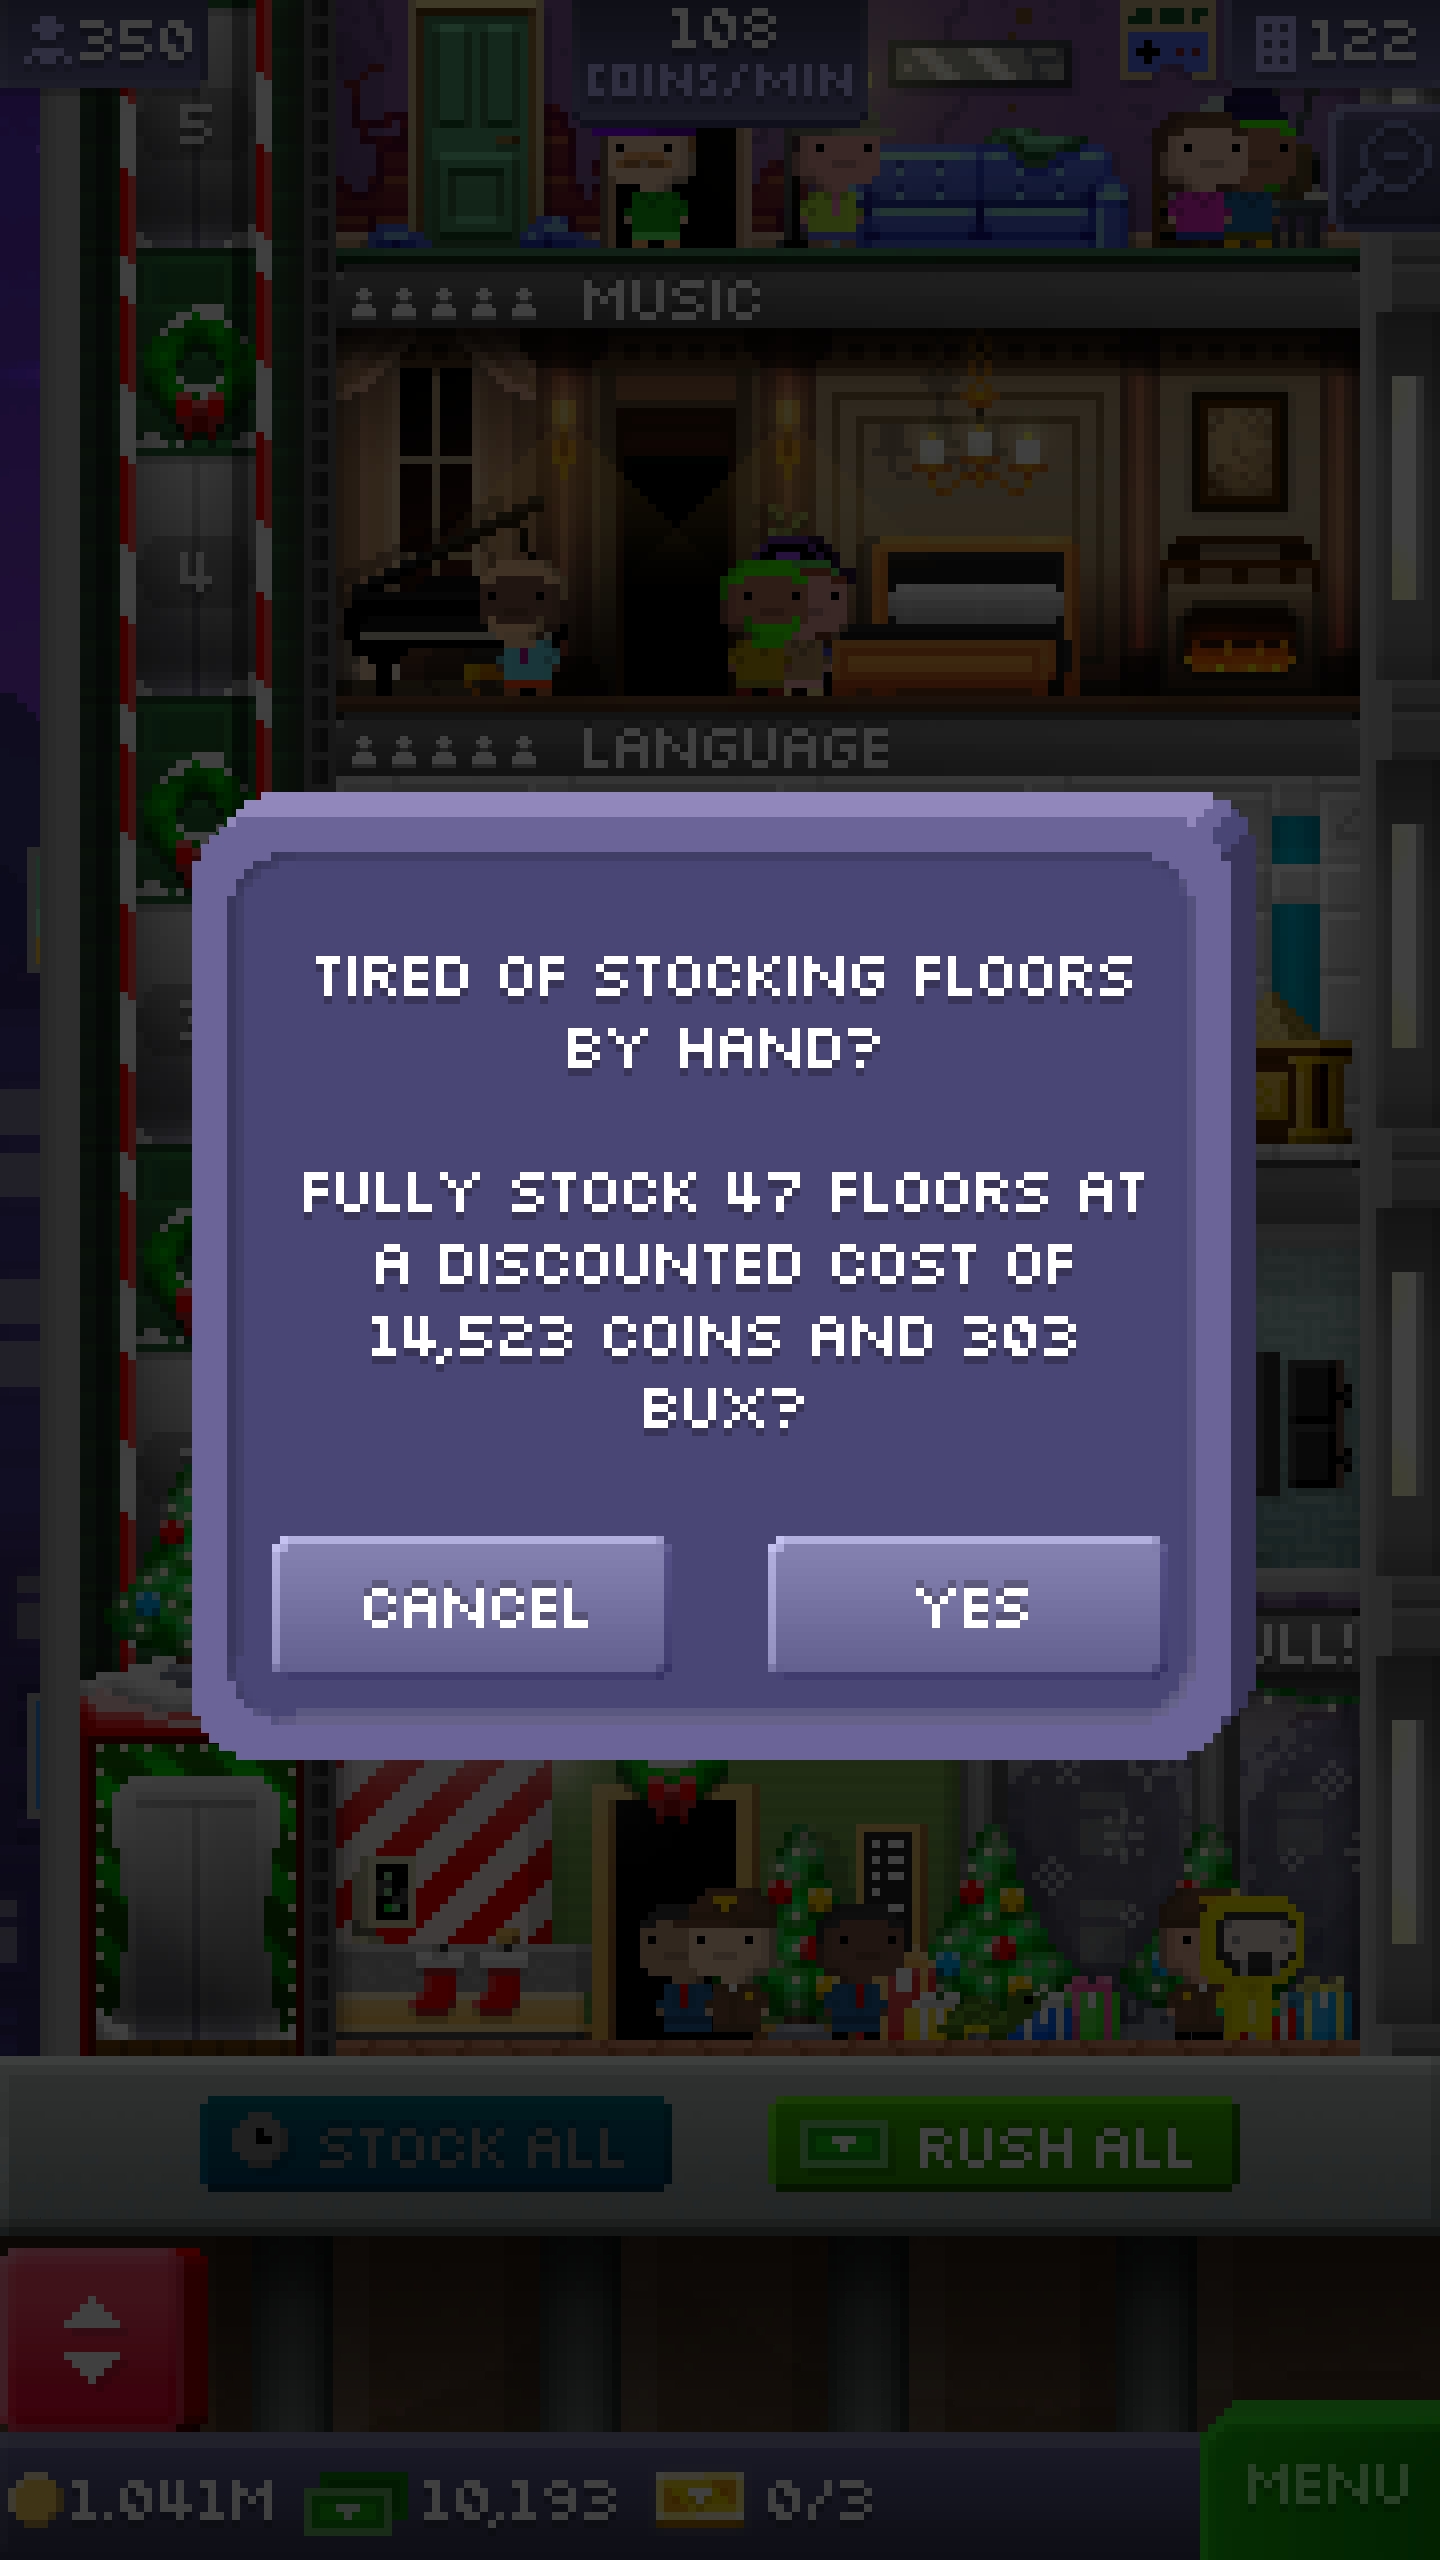 350
108
COINS/MIN
122
5
MUSIC
4
LANGUAGE
TIRED OF STOCKING FLOORS
BY HAND?
FULLY STOCK 47 FLOORS AT
A DISCOUNTED COST OF
14,523 COINS AND 303
BUX?
CANCEL
YES
STOCK ALL
RUSH ALL
1.041M
10,193
0/3
MENU